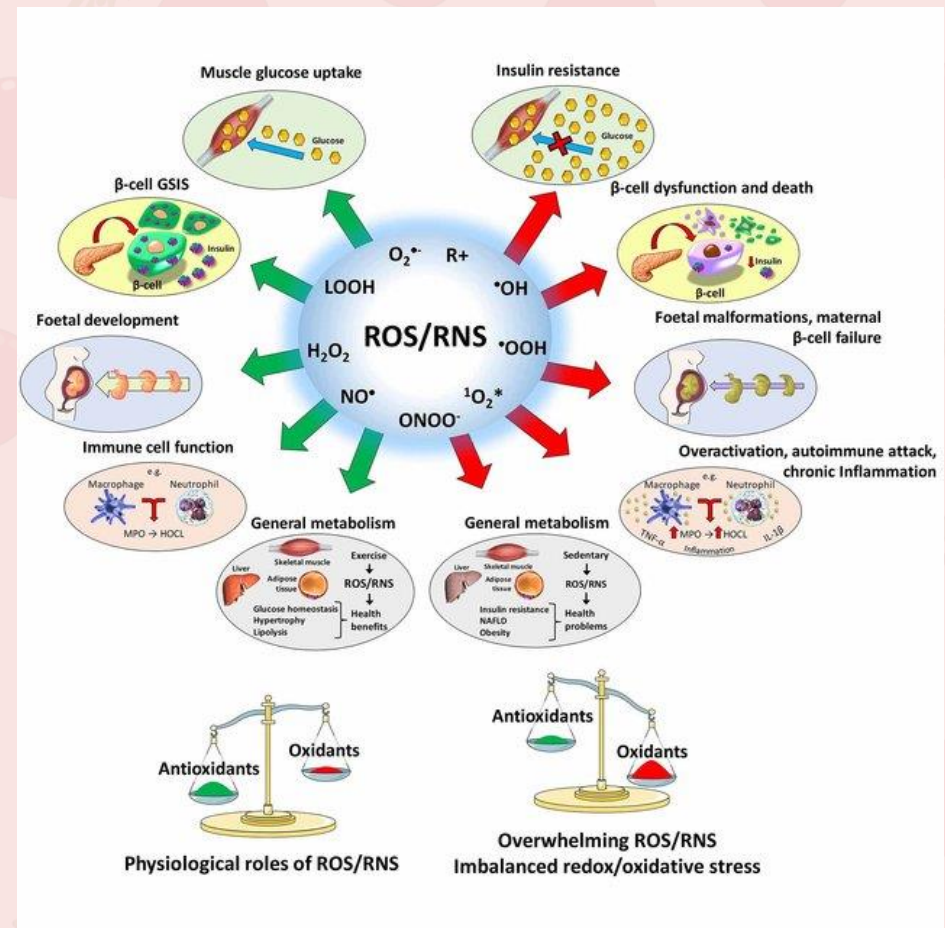 Muscle glucose uptake
Glucose
Insulin resistance
Glucose
β-cell GSIS
Insulin
β-cell
β-cell dysfunction and death
Insulin
β-cell
Foetal development
Foetal malformations, maternal
β-cell failure
Immune cell function
e.g.
Macrophage
Neutrophil
MPO → HOCL
Overactivation, autoimmune attack,
chronic Inflammation
e.g.
Macrophage
Neutrophil
MPO → HOCL
TNF-α
Inflammation
IL-1β
O₂•- R+
LOOH •OH
ROS/RNS
H₂O₂ •OOH
NO• ¹O₂*
ONOO-
General metabolism
Skeletal muscle
Liver
Adipose
tissue
Exercise
ROS/RNS
Glucose homeostasis
Hypertrophy
Lipolysis
Health
benefits
General metabolism
Skeletal muscle
Liver
Adipose
tissue
Sedentary
ROS/RNS
Insulin resistance
NAFLD
Obesity
Health
problems
Antioxidants
Oxidants
Physiological roles of ROS/RNS
Antioxidants
Oxidants
Overwhelming ROS/RNS
Imbalanced redox/oxidative stress